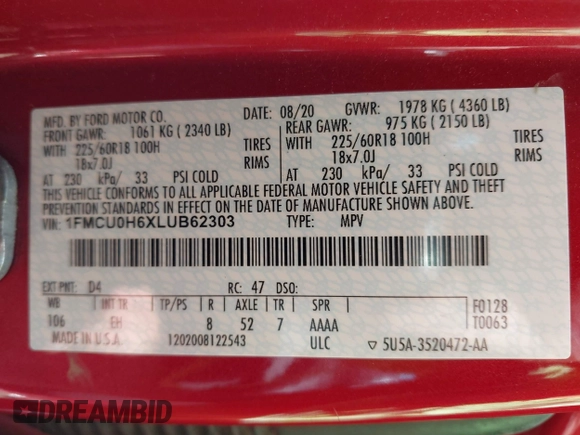 MFD. BY FORD MOTOR CO.
DATE: 08/20 GVWR: 1978 KG ( 4360 LB)
FRONT GAWR: 1061 KG ( 2340 LB) REAR GAWR: 975 KG ( 2150 LB)
WITH 225/60R18 100H TIRES WITH 225/60R18 100H TIRES
18x7.0J RIMS 18x7.0J RIMS
AT 230 kPa/ 33 PSI COLD AT 230 kPa/ 33 PSI COLD
THIS VEHICLE CONFORMS TO ALL APPLICABLE FEDERAL MOTOR VEHICLE SAFETY AND THEFT
PREVENTION STANDARDS IN EFFECT ON THE DATE OF MANUFACTURE SHOWN ABOVE.
VIN: 1FMCU0H6XLUB62303 TYPE: MPV
EXT PNT: D4 RC: 47 DSO:
WB INT TR TP/PS R AXLE TR SPR F0128
106 EH 8 52 7 AAAA T0063
MADE IN U.S.A. 1202008122543 ULC ▽ 5U5A-3520472-AA
DREAMBID